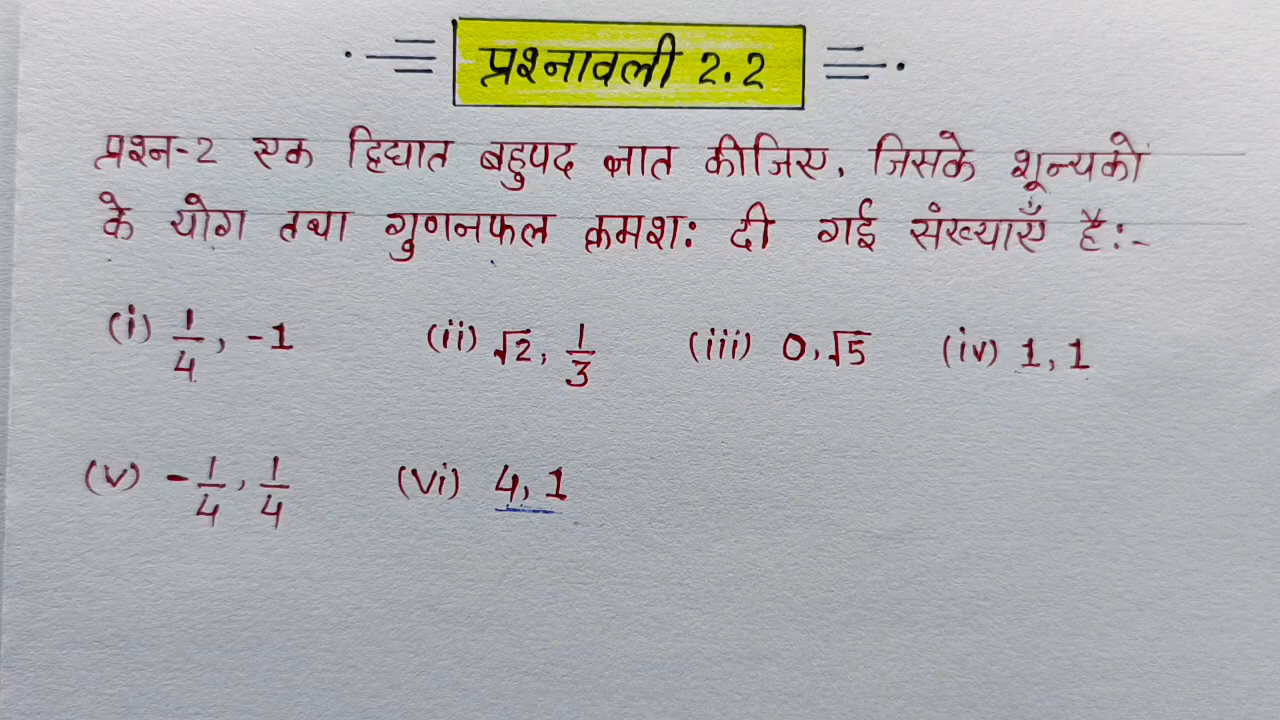 प्रश्नावली 2.2
प्रश्न-2 एक द्विघात बहुपद ज्ञात कीजिए, जिसके शून्यको
के योग तथा गुणनफल क्रमशः दी गई संख्याएँ है:-
(i) 1/4, -1 (ii) √2, 1/3 (iii) 0, √5 (iv) 1, 1
(v) -1/4, 1/4 (vi) 4, 1